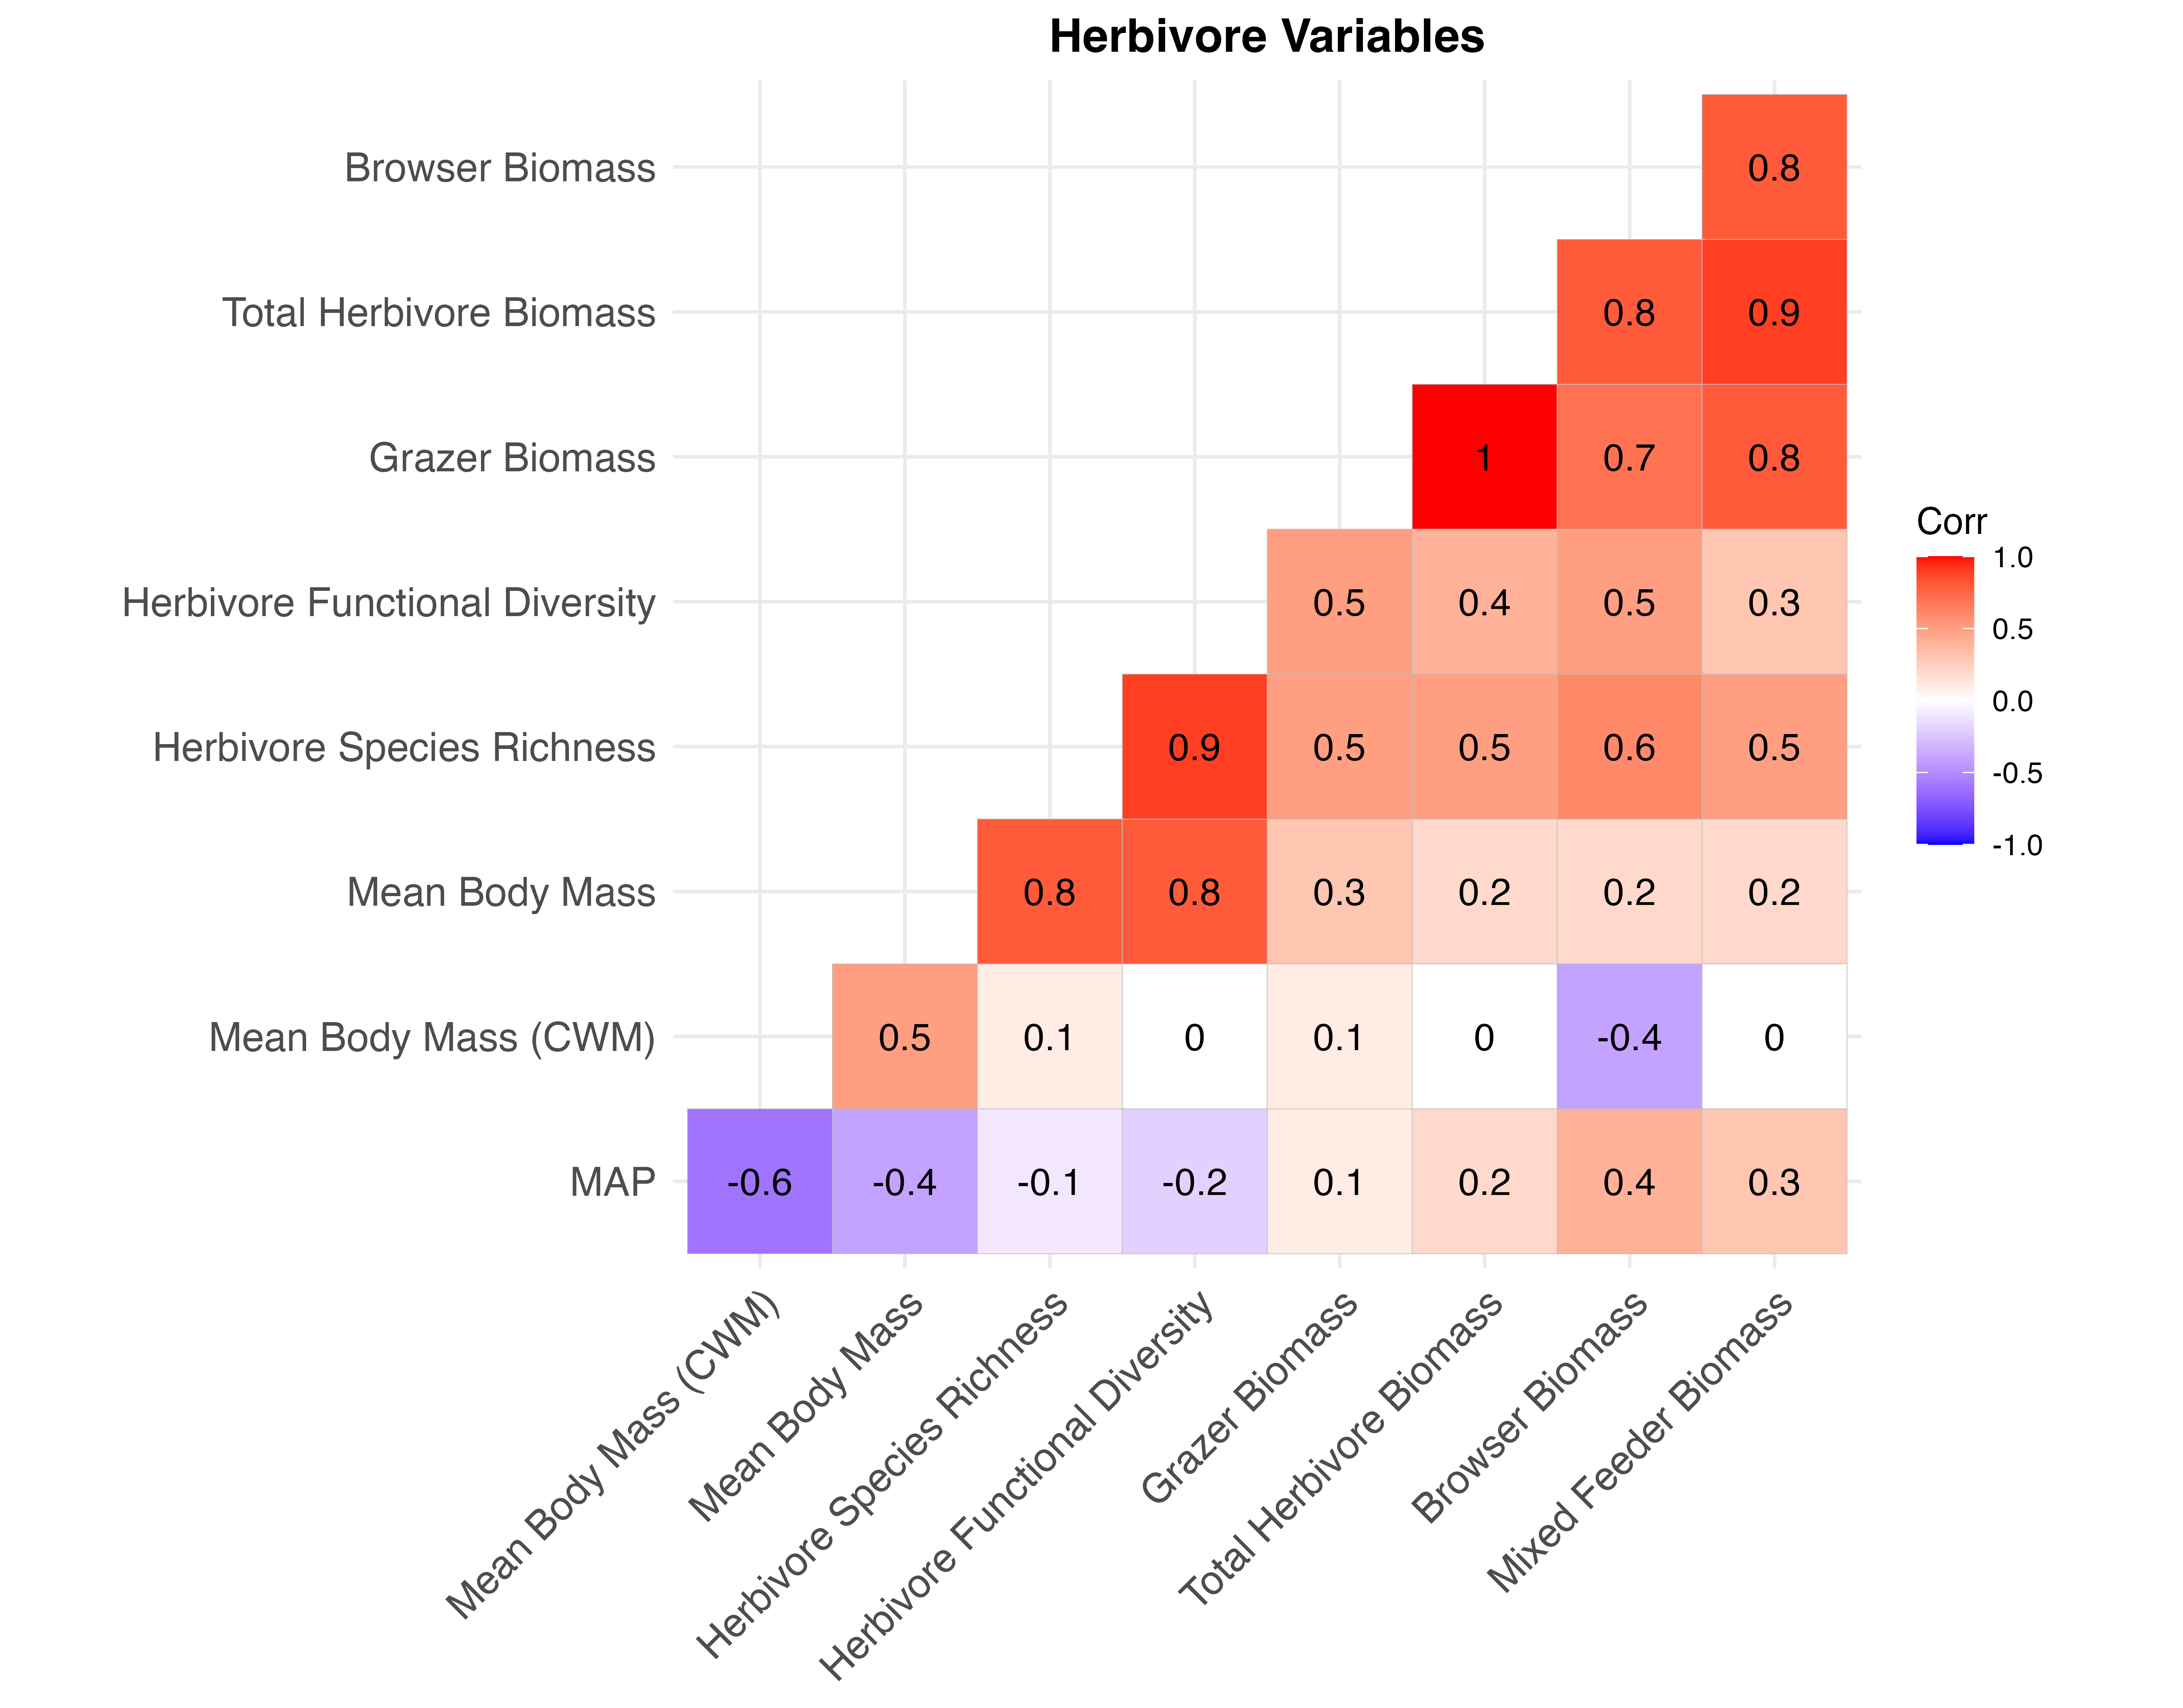 Herbivore Variables
Browser Biomass
0.8
Total Herbivore Biomass
0.8 0.9
Grazer Biomass
1 0.7 0.8
Herbivore Functional Diversity
0.5 0.4 0.5 0.3
Herbivore Species Richness
0.9 0.5 0.5 0.6 0.5
Mean Body Mass
0.8 0.8 0.3 0.2 0.2 0.2
Mean Body Mass (CWM)
0.5 0.1 0 0.1 0 -0.4 0
MAP
-0.6 -0.4 -0.1 -0.2 0.1 0.2 0.4 0.3
Mean Body Mass (CWM)
Mean Body Mass
Herbivore Species Richness
Herbivore Functional Diversity
Grazer Biomass
Total Herbivore Biomass
Browser Biomass
Mixed Feeder Biomass
Corr
1.0
0.5
0.0
-0.5
-1.0